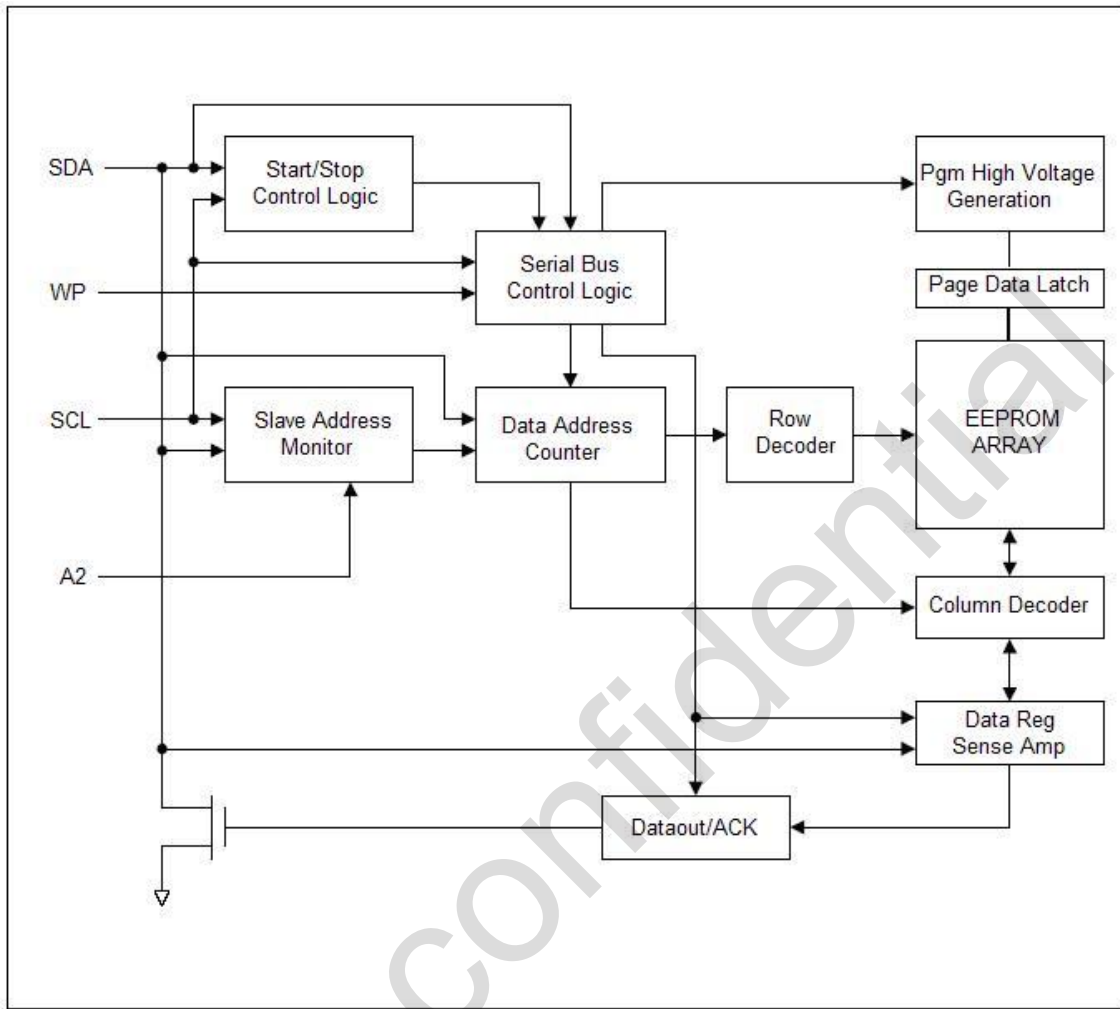 SDA
Start/Stop
Control Logic
Pgm High Voltage
Generation
WP
Serial Bus
Control Logic
Page Data Latch
SCL
Slave Address
Monitor
Data Address
Counter
Row
Decoder
EEPROM
ARRAY
A2
Column Decoder
Data Reg
Sense Amp
Dataout/ACK
confidential